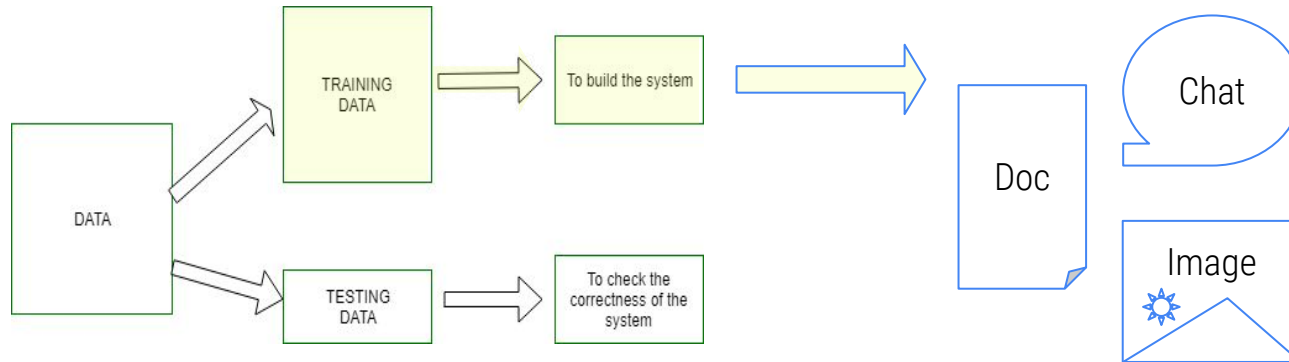 DATA
TRAINING
DATA
To build the system
TESTING
DATA
To check the
correctness of the
system
Doc
Chat
Image